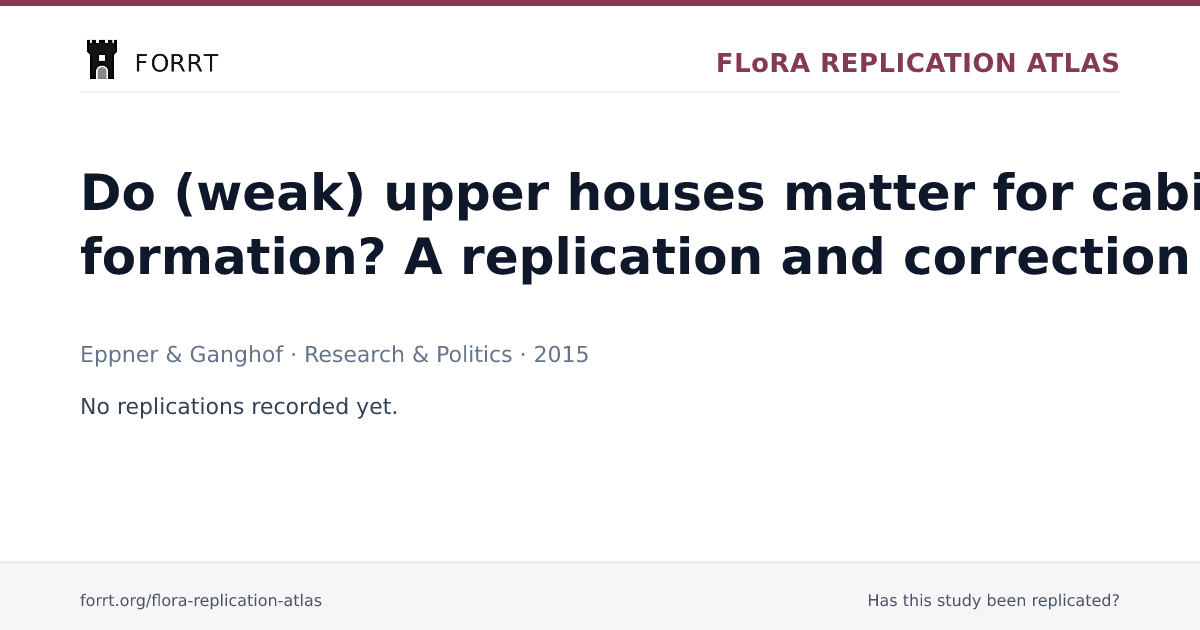 FORRT
FLoRA REPLICATION ATLAS
Do (weak) upper houses matter for cabi
formation? A replication and correction
Eppner & Ganghof · Research & Politics · 2015
No replications recorded yet.
forrt.org/flora-replication-atlas
Has this study been replicated?